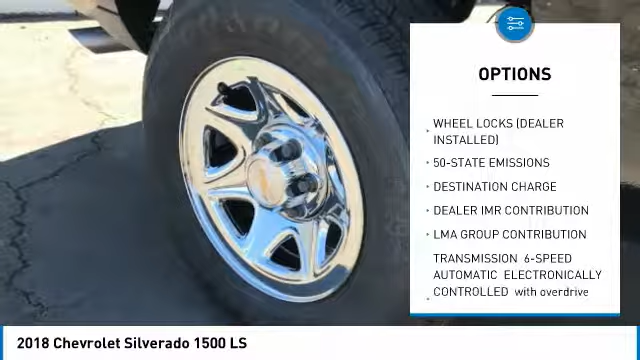 OPTIONS
WHEEL LOCKS (DEALER
INSTALLED)
50-STATE EMISSIONS
DESTINATION CHARGE
DEALER IMR CONTRIBUTION
LMA GROUP CONTRIBUTION
TRANSMISSION 6-SPEED
AUTOMATIC ELECTRONICALLY
CONTROLLED with overdrive
2018 Chevrolet Silverado 1500 LS